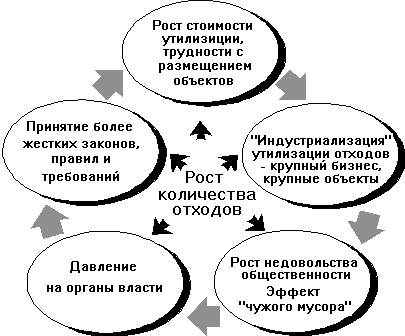 Рост стоимости
утилизиции,
трудности с
размещением
объектов
"Индустриализация"
утилизации отходов
- крупный бизнес,
крупные объекты
Рост недовольства
общественности
Эффект
"чужого мусора"
Давление
на органы власти
Принятие более
жестких законов,
правил и
требований
Рост
количества
отходов